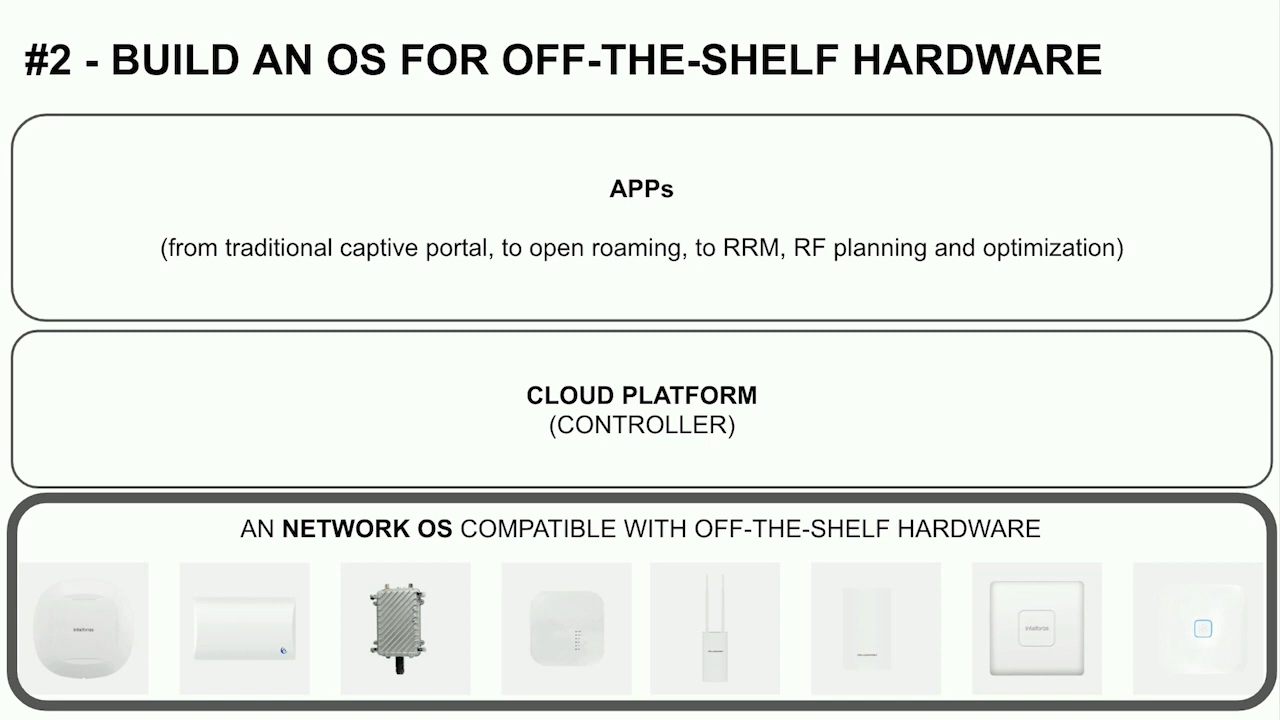 #2 - BUILD AN OS FOR OFF-THE-SHELF HARDWARE
APPs
(from traditional captive portal, to open roaming, to RRM, RF planning and optimization)
CLOUD PLATFORM
(CONTROLLER)
AN NETWORK OS COMPATIBLE WITH OFF-THE-SHELF HARDWARE
intelbras
intelbras